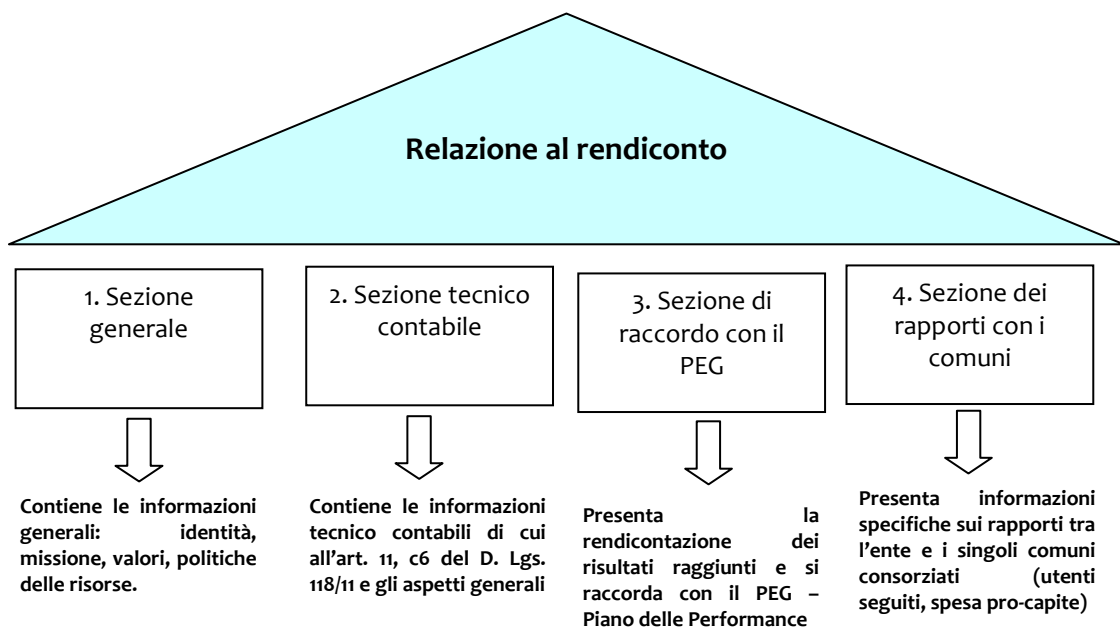 Relazione al rendiconto
1. Sezione
generale
2. Sezione tecnico
contabile
3. Sezione di
raccordo con il
PEG
4. Sezione dei
rapporti con i
comuni
Contiene le informazioni
generali: identità,
missione, valori, politiche
delle risorse.
Contiene le informazioni
tecnico contabili di cui
all'art. 11, c6 del D. Lgs.
118/11 e gli aspetti generali
Presenta la
rendicontazione dei
risultati raggiunti e si
raccorda con il PEG –
Piano delle Performance
Presenta informazioni
specifiche sui rapporti tra
l'ente e i singoli comuni
consorziati (utenti
seguiti, spesa pro-capite)